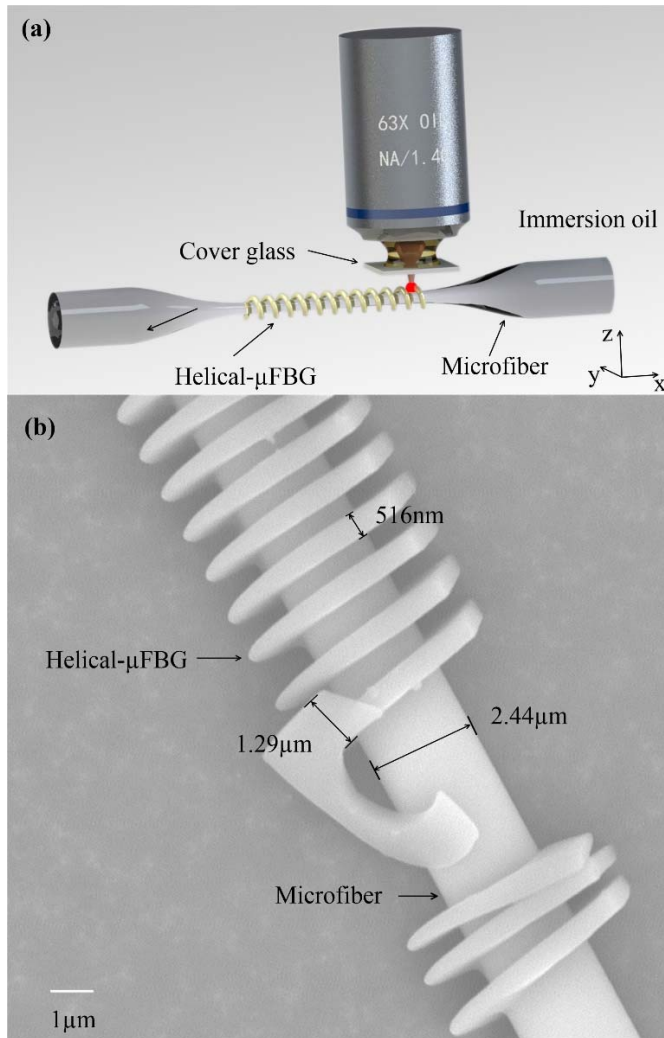 (a)
63X OI
NA/1.4
Immersion oil
Cover glass
Helical-μFBG
Microfiber
z
y
x
(b)
516nm
Helical-μFBG
2.44μm
1.29μm
Microfiber
1μm